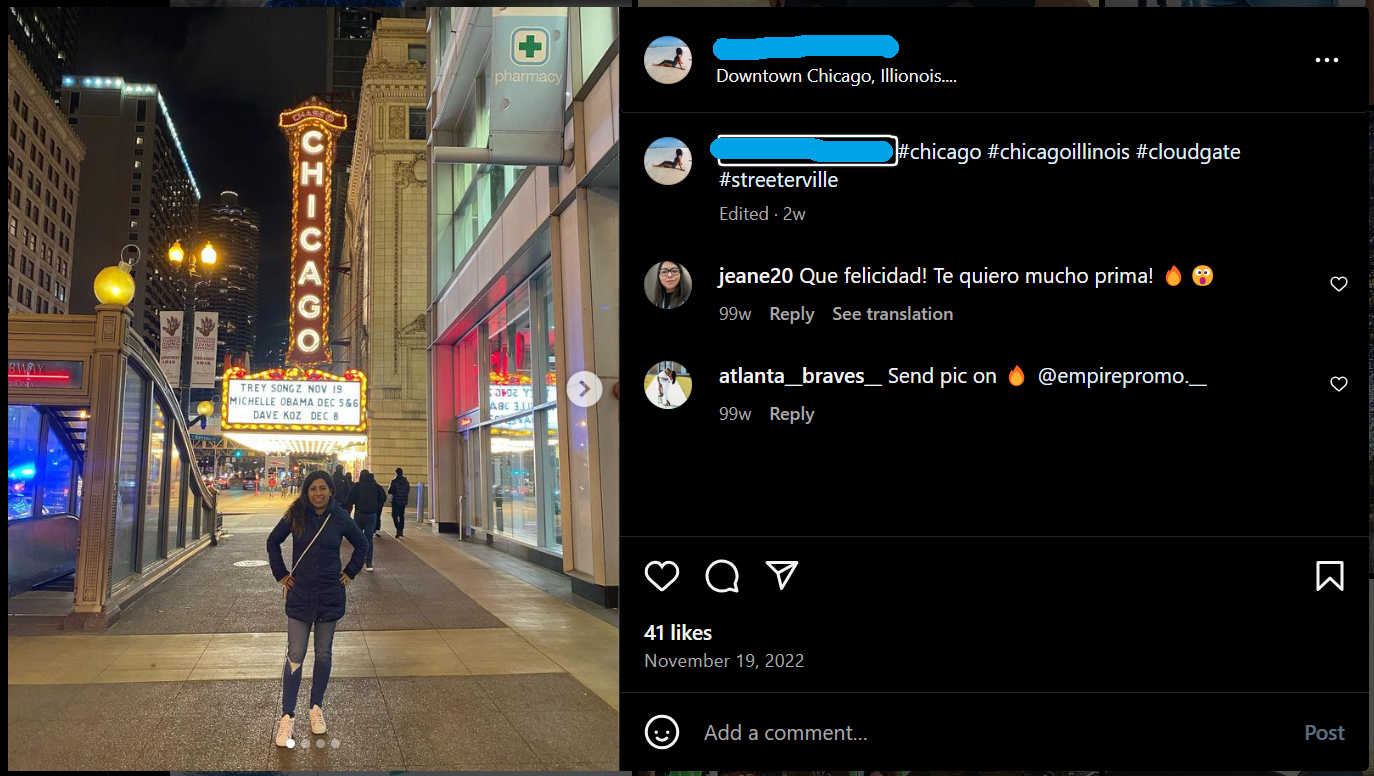 pharmacy
CHASE
CHICAGO
TREY SONGZ NOV 19
MICHELLE OBAMA DEC 5&6
DAVE KOZ DEC 8
Downtown Chicago, Illionois....
#chicago #chicagoillinois #cloudgate
#streeterville
Edited · 2w
jeane20 Que felicidad! Te quiero mucho prima! 🔥 😲
99w Reply See translation
atlanta__braves__ Send pic on 🔥 @empirepromo.__
99w Reply
41 likes
November 19, 2022
Add a comment...
Post